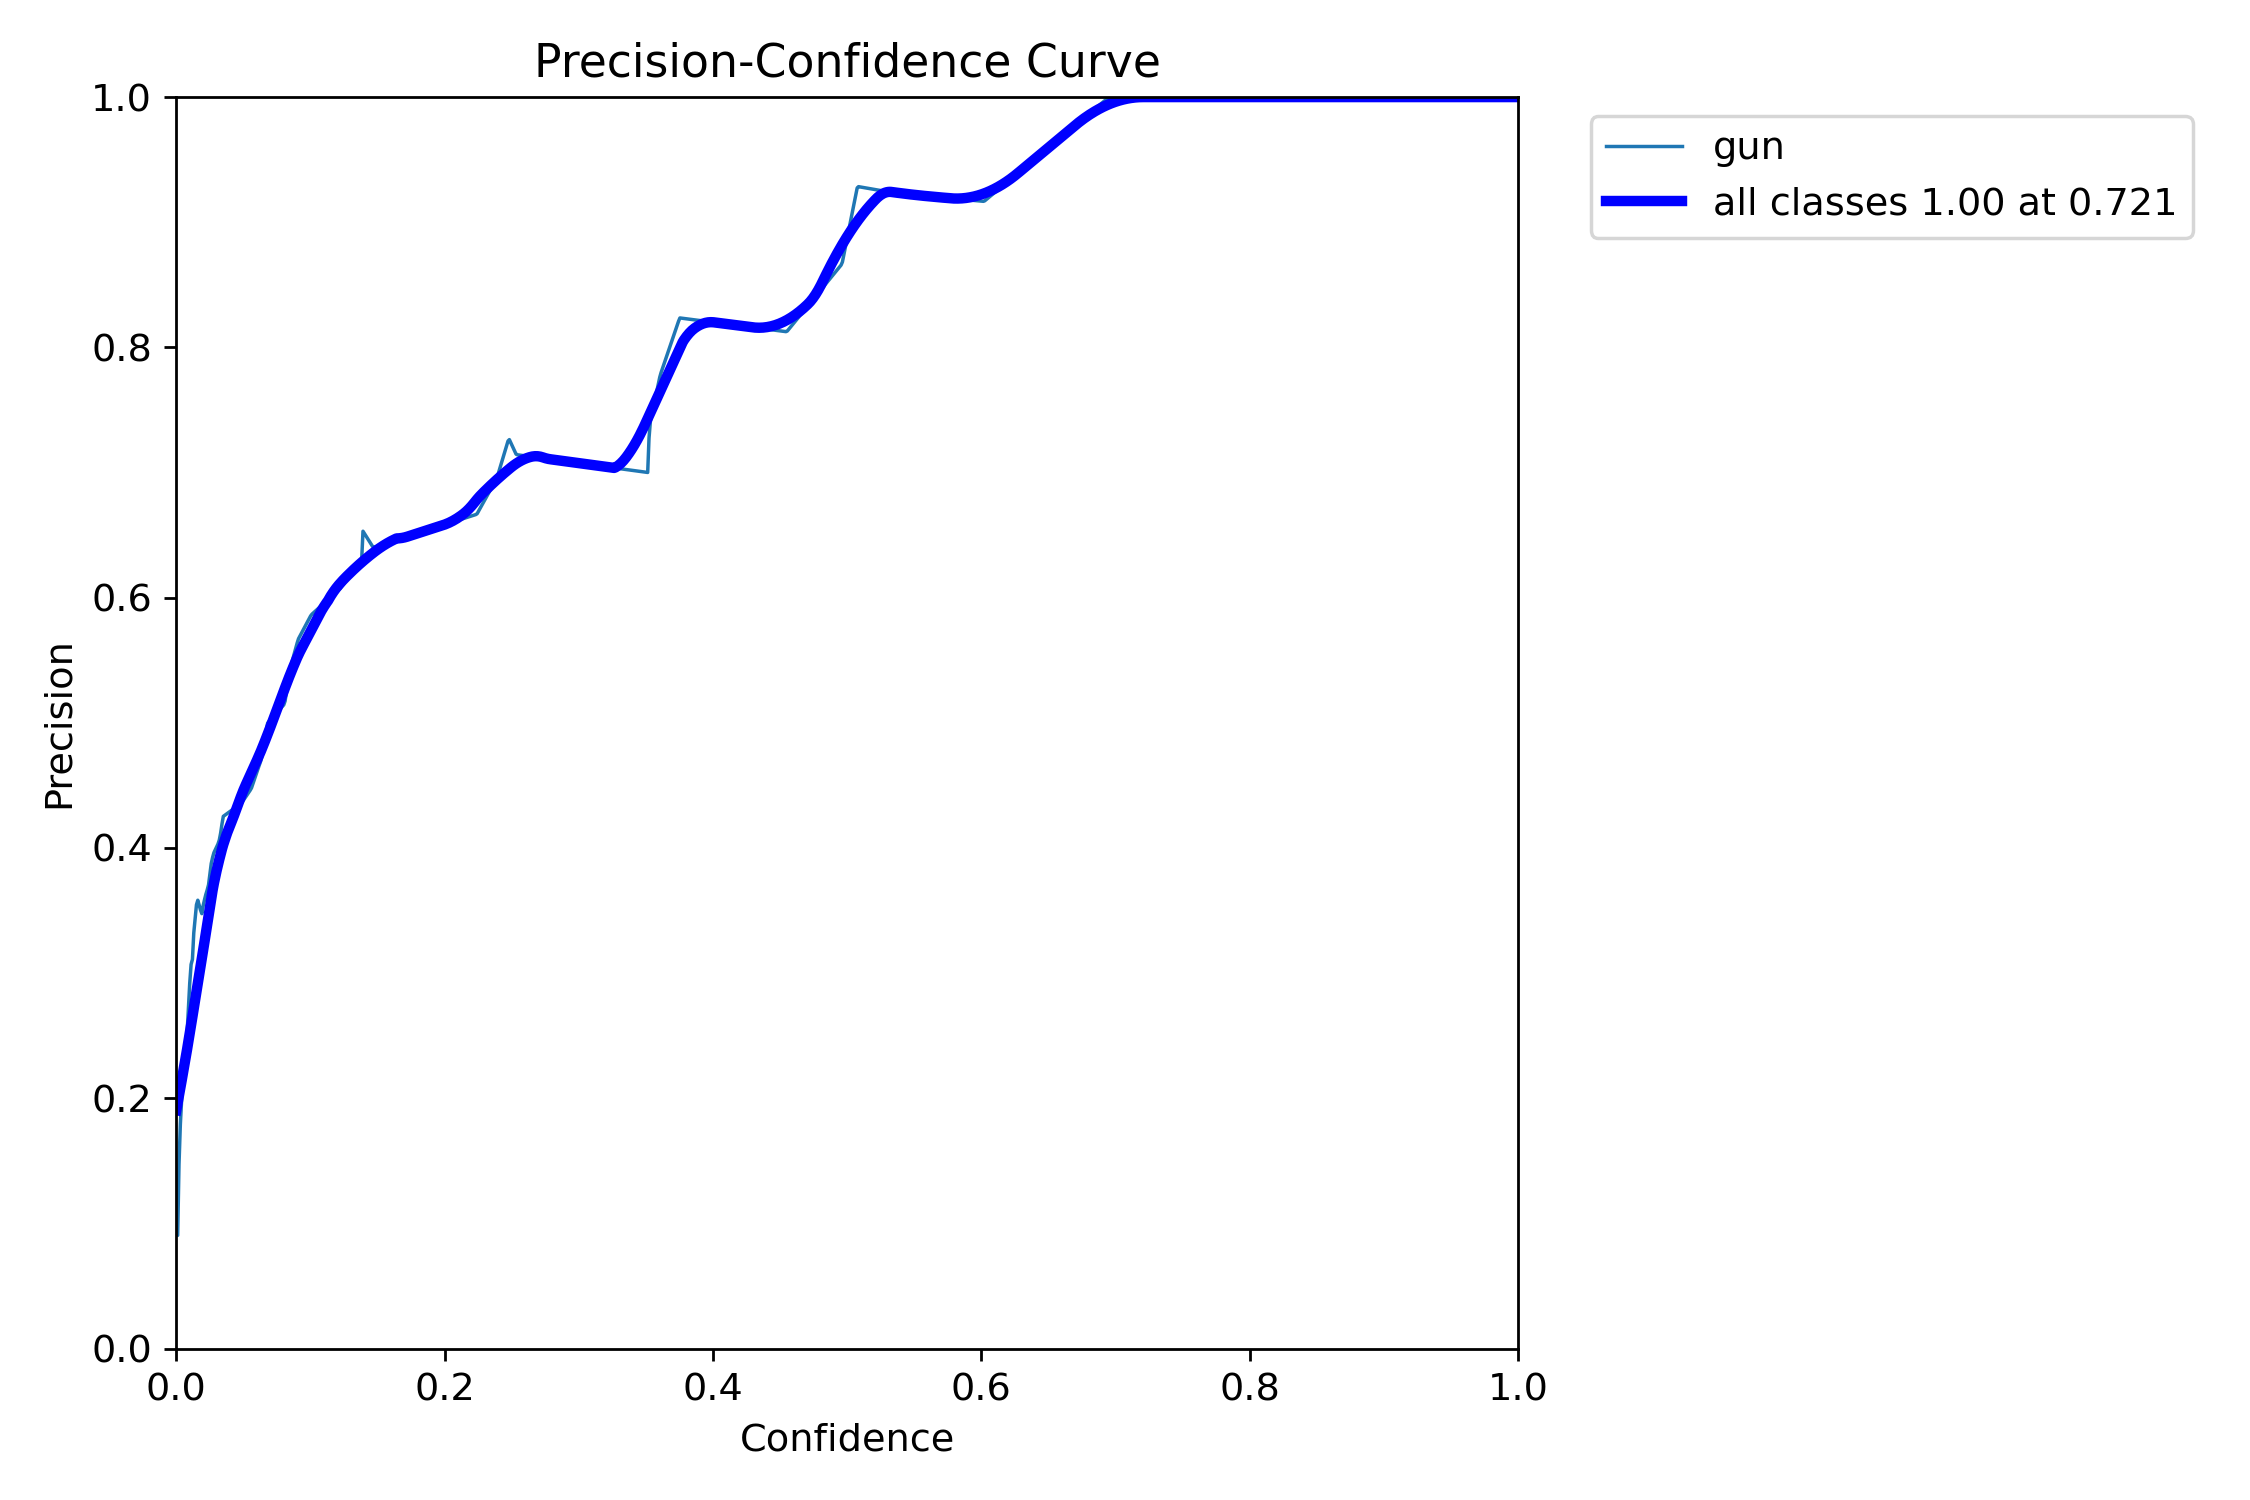 Precision-Confidence Curve
1.0
0.8
0.6
0.4
0.2
0.0
Precision
0.0 0.2 0.4 0.6 0.8 1.0
Confidence
gun
all classes 1.00 at 0.721